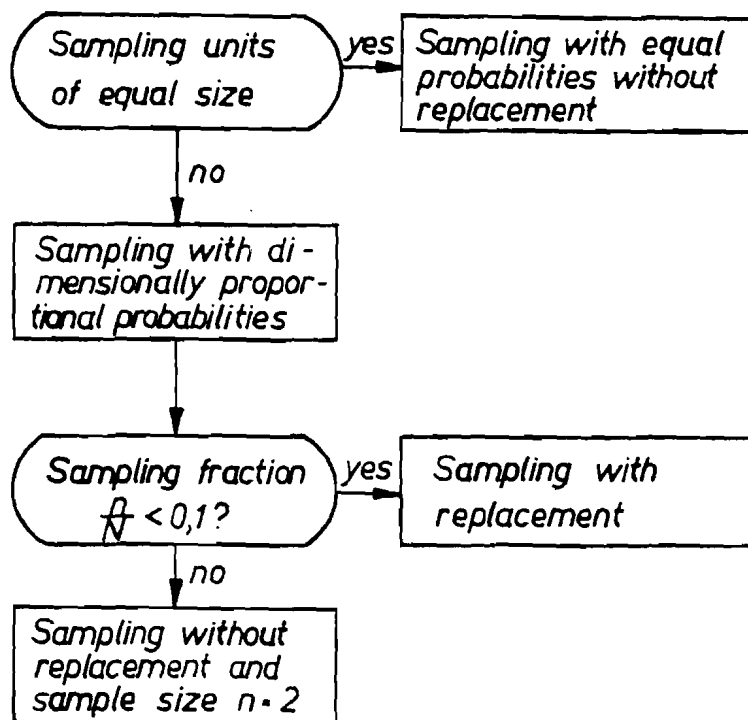 Sampling units
of equal size
yes
Sampling with equal
probabilities without
replacement
no
Sampling with di-
mensionally propor-
tional probabilities
Sampling fraction
n/N < 0,1?
yes
Sampling with
replacement
no
Sampling without
replacement and
sample size n = 2